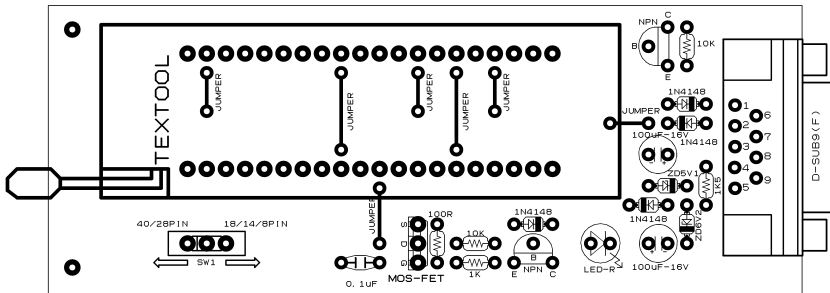 C
NPN
B
E
10K
TEXTOOL
JUMPER
JUMPER
JUMPER
JUMPER
JUMPER
1N4148
JUMPER
1N4148
100uF-16V
1
2
3
4
5
6
7
8
9
D-SUB9(F)
ZD5V1
1K5
1N4148
ZD6V2
100uF-16V
40/28PIN
18/14/8PIN
SW1
JUMPER
0.1uF
S
D
G
MOS-FET
100R
10K
1K
1N4148
B
E
NPN
C
LED-R